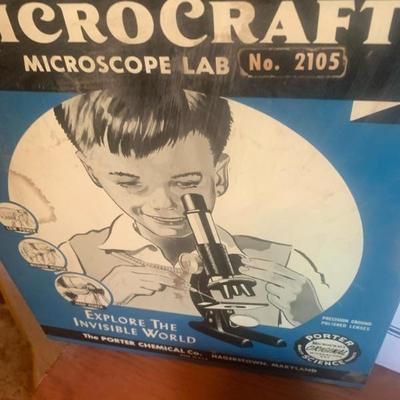 ICROCRAFT
MICROSCOPE LAB No. 2105
EXPLORE THE
INVISIBLE WORLD
The PORTER CHEMICAL Co.
HAGERSTOWN, MARYLAND
PRECISION GROUND
POLISHED LENSES
PORTER
SCIENCE